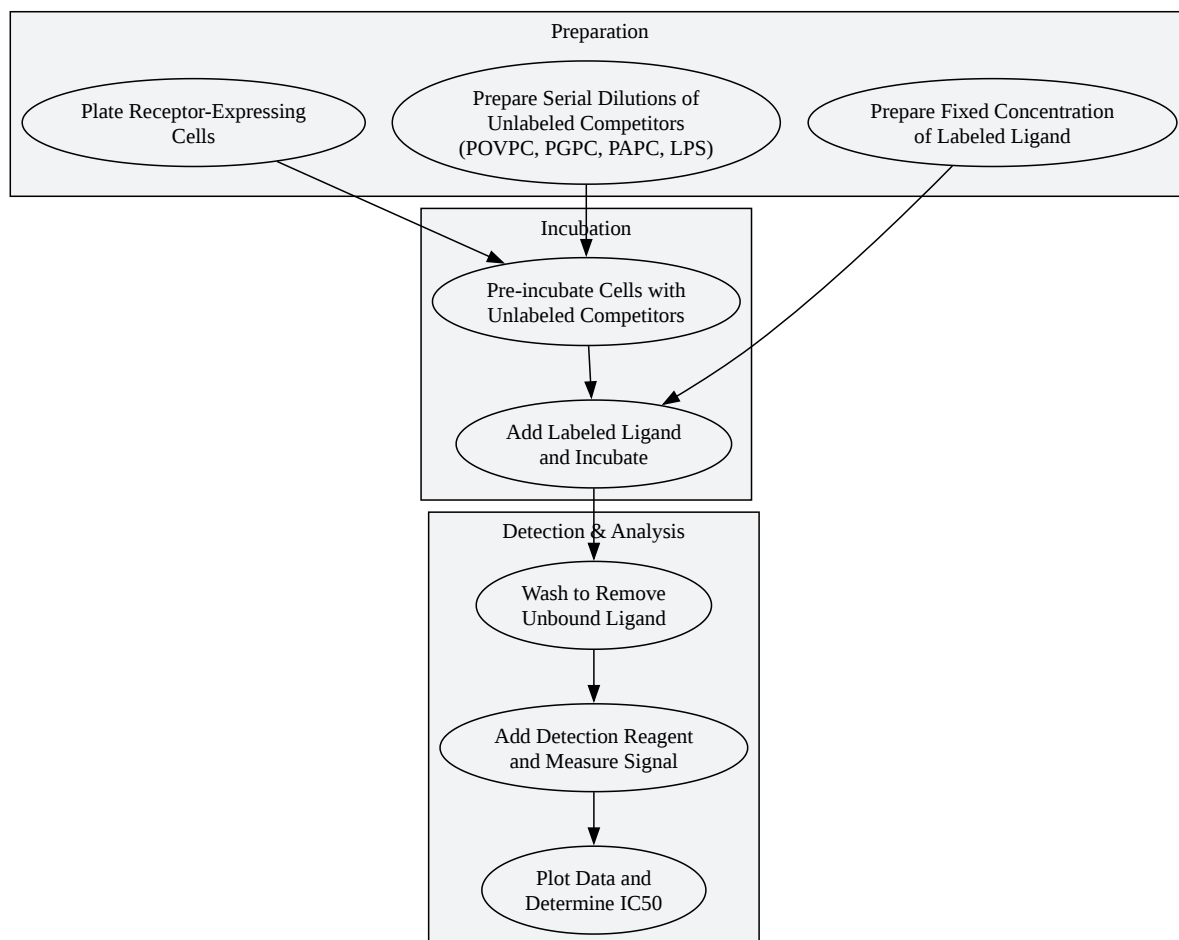 Preparation
Plate Receptor-Expressing
Cells
Prepare Serial Dilutions of
Unlabeled Competitors
(POVPC, PGPC, PAPC, LPS)
Prepare Fixed Concentration
of Labeled Ligand
Incubation
Pre-incubate Cells with
Unlabeled Competitors
Add Labeled Ligand
and Incubate
Detection & Analysis
Wash to Remove
Unbound Ligand
Add Detection Reagent
and Measure Signal
Plot Data and
Determine IC50